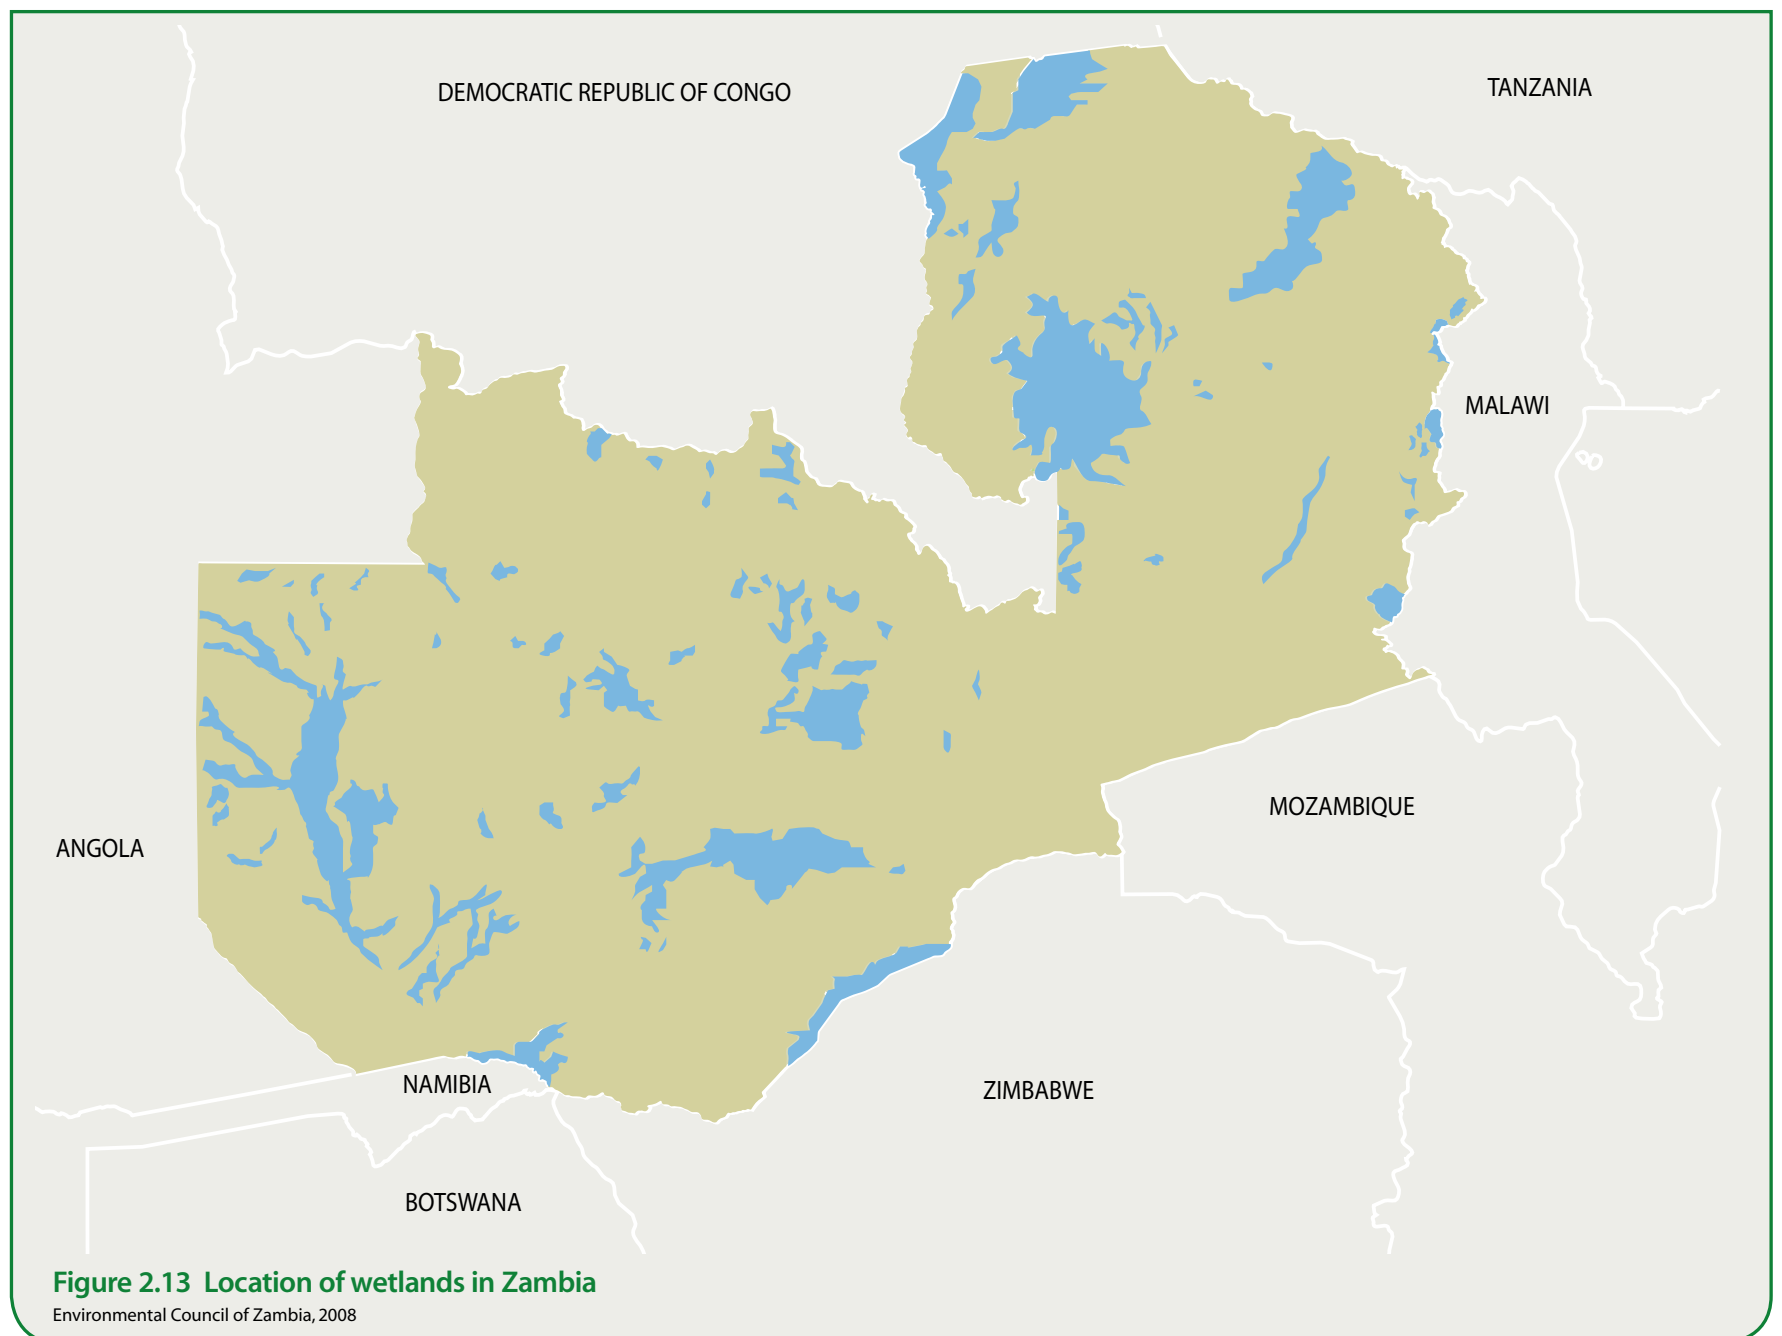 DEMOCRATIC REPUBLIC OF CONGO
TANZANIA
MALAWI
MOZAMBIQUE
ANGOLA
NAMIBIA
ZIMBABWE
BOTSWANA
Figure 2.13 Location of wetlands in Zambia
Environmental Council of Zambia, 2008